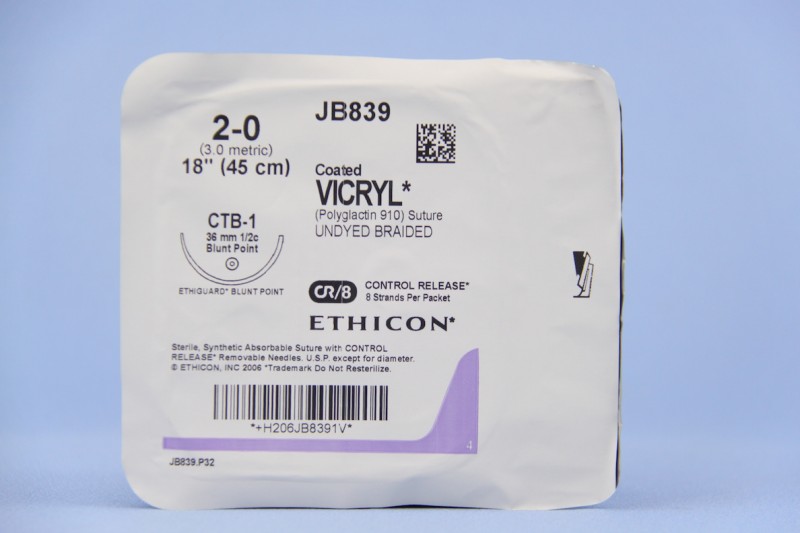 JB839
2-0
(3.0 metric)
18" (45 cm)
Coated
VICRYL*
(Polyglactin 910) Suture
UNDYED BRAIDED
CTB-1
36 mm 1/2c
Blunt Point
ETHIGUARD* BLUNT POINT
CR/8 CONTROL RELEASE*
8 Strands Per Packet
ETHICON*
Sterile, Synthetic Absorbable Suture with CONTROL
RELEASE* Removable Needles. U.S.P. except for diameter.
© ETHICON, INC 2006 *Trademark Do Not Resterilize.
*+H206JB8391V*
4
JB839.P32